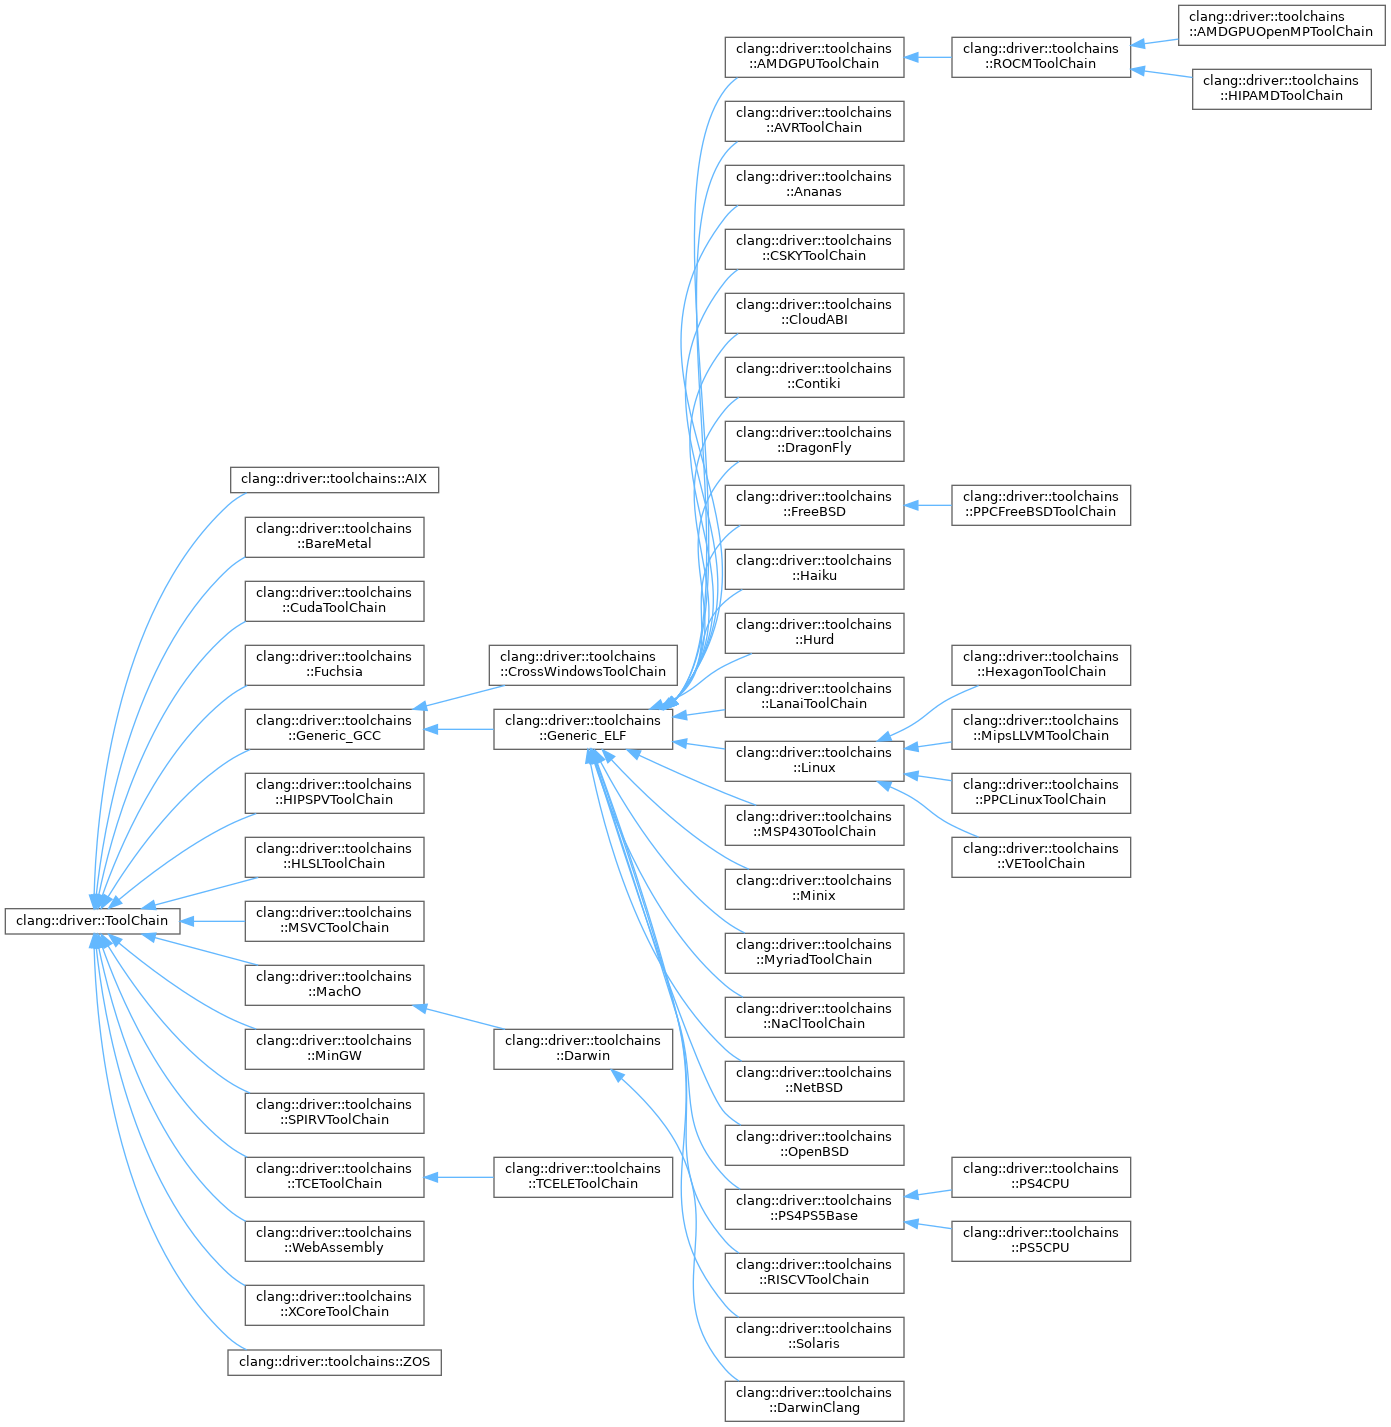 clang::driver::ToolChain
clang::driver::toolchains::AIX
clang::driver::toolchains
::BareMetal
clang::driver::toolchains
::CudaToolChain
clang::driver::toolchains
::Fuchsia
clang::driver::toolchains
::Generic_GCC
clang::driver::toolchains
::HIPSPVToolChain
clang::driver::toolchains
::HLSLToolChain
clang::driver::toolchains
::MSVCToolChain
clang::driver::toolchains
::MachO
clang::driver::toolchains
::MinGW
clang::driver::toolchains
::SPIRVToolChain
clang::driver::toolchains
::TCEToolChain
clang::driver::toolchains
::WebAssembly
clang::driver::toolchains
::XCoreToolChain
clang::driver::toolchains::ZOS
clang::driver::toolchains
::CrossWindowsToolChain
clang::driver::toolchains
::Generic_ELF
clang::driver::toolchains
::Darwin
clang::driver::toolchains
::TCELEToolChain
clang::driver::toolchains
::AMDGPUToolChain
clang::driver::toolchains
::AVRToolChain
clang::driver::toolchains
::Ananas
clang::driver::toolchains
::CSKYToolChain
clang::driver::toolchains
::CloudABI
clang::driver::toolchains
::Contiki
clang::driver::toolchains
::DragonFly
clang::driver::toolchains
::FreeBSD
clang::driver::toolchains
::Haiku
clang::driver::toolchains
::Hurd
clang::driver::toolchains
::LanaiToolChain
clang::driver::toolchains
::Linux
clang::driver::toolchains
::MSP430ToolChain
clang::driver::toolchains
::Minix
clang::driver::toolchains
::MyriadToolChain
clang::driver::toolchains
::NaClToolChain
clang::driver::toolchains
::NetBSD
clang::driver::toolchains
::OpenBSD
clang::driver::toolchains
::PS4PS5Base
clang::driver::toolchains
::RISCVToolChain
clang::driver::toolchains
::Solaris
clang::driver::toolchains
::DarwinClang
clang::driver::toolchains
::ROCMToolChain
clang::driver::toolchains
::PPCFreeBSDToolChain
clang::driver::toolchains
::HexagonToolChain
clang::driver::toolchains
::MipsLLVMToolChain
clang::driver::toolchains
::PPCLinuxToolChain
clang::driver::toolchains
::VEToolChain
clang::driver::toolchains
::PS4CPU
clang::driver::toolchains
::PS5CPU
clang::driver::toolchains
::AMDGPUOpenMPToolChain
clang::driver::toolchains
::HIPAMDToolChain